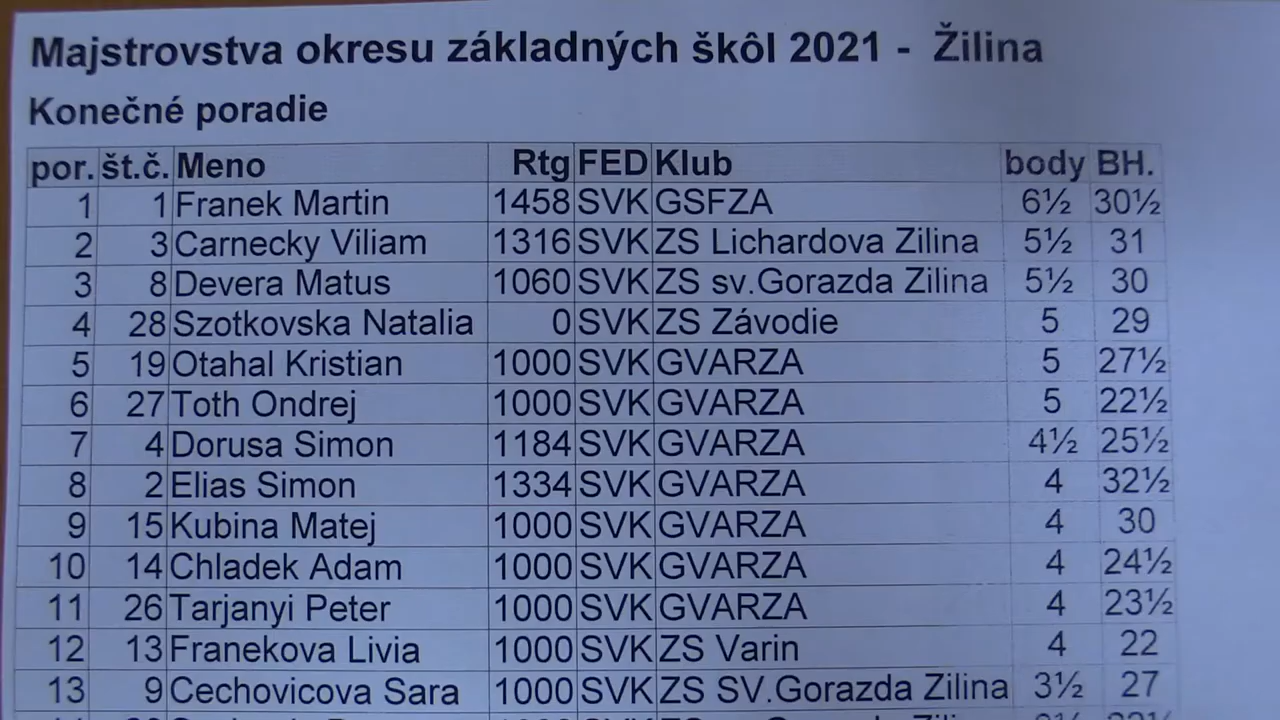 Majstrovstva okresu základných škôl 2021 - Žilina
Konečné poradie
por. št.č. Meno Rtg FED Klub body BH.
1 1 Franek Martin 1458 SVK GSFZA 6½ 30½
2 3 Carnecky Viliam 1316 SVK ZS Lichardova Zilina 5½ 31
3 8 Devera Matus 1060 SVK ZS sv.Gorazda Zilina 5½ 30
4 28 Szotkovska Natalia 0 SVK ZS Závodie 5 29
5 19 Otahal Kristian 1000 SVK GVARZA 5 27½
6 27 Toth Ondrej 1000 SVK GVARZA 5 22½
7 4 Dorusa Simon 1184 SVK GVARZA 4½ 25½
8 2 Elias Simon 1334 SVK GVARZA 4 32½
9 15 Kubina Matej 1000 SVK GVARZA 4 30
10 14 Chladek Adam 1000 SVK GVARZA 4 24½
11 26 Tarjanyi Peter 1000 SVK GVARZA 4 23½
12 13 Franekova Livia 1000 SVK ZS Varin 4 22
13 9 Cechovicova Sara 1000 SVK ZS SV.Gorazda Zilina 3½ 27